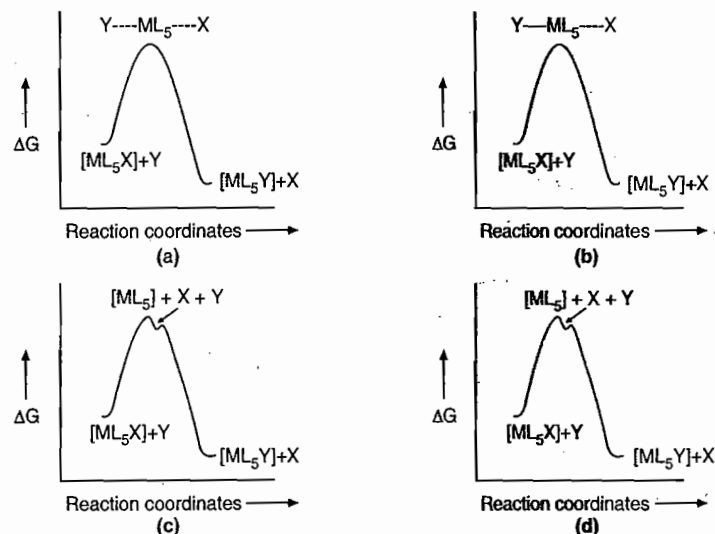 Y----ML5----X
ΔG
[ML5X]+Y
[ML5Y]+X
Reaction coordinates
(a)
Y—ML5----X
ΔG
[ML5X]+Y
[ML5Y]+X
Reaction coordinates
(b)
[ML5] + X + Y
ΔG
[ML5X]+Y
[ML5Y]+X
Reaction coordinates
(c)
[ML5] + X + Y
ΔG
[ML5X]+Y
[ML5Y]+X
Reaction coordinates
(d)